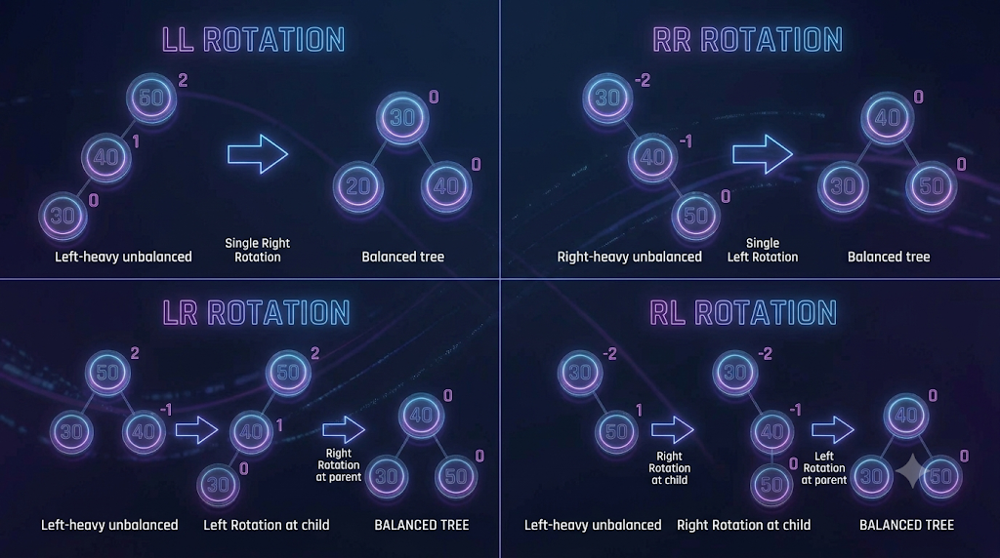 LL ROTATION
50 2
40 1
30 0
Left-heavy unbalanced
Single Right
Rotation
30 0
20
40 0
Balanced tree
RR ROTATION
30 -2
40 -1
50 0
Right-heavy unbalanced
Single
Left Rotation
40 0
30
50 0
Balanced tree
LR ROTATION
50 2
30
40 -1
Left-heavy unbalanced
50 2
40 1
30 0
Left Rotation at child
Right
Rotation
at parent
40 0
30
50 0
BALANCED TREE
RL ROTATION
30 -2
50 1
Left-heavy unbalanced
Right
Rotation
at child
30 -2
40 -1
50 0
Right Rotation at child
Left
Rotation
at parent
40 0
30
50 0
BALANCED TREE